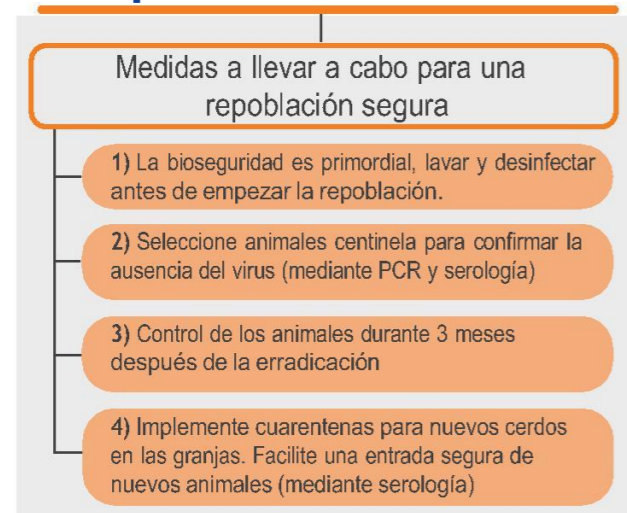 Medidas a llevar a cabo para una
repoblación segura
1) La bioseguridad es primordial, lavar y desinfectar
antes de empezar la repoblación.
2) Seleccione animales centinela para confirmar la
ausencia del virus (mediante PCR y serología)
3) Control de los animales durante 3 meses
después de la erradicación
4) Implemente cuarentenas para nuevos cerdos
en las granjas. Facilite una entrada segura de
nuevos animales (mediante serología)